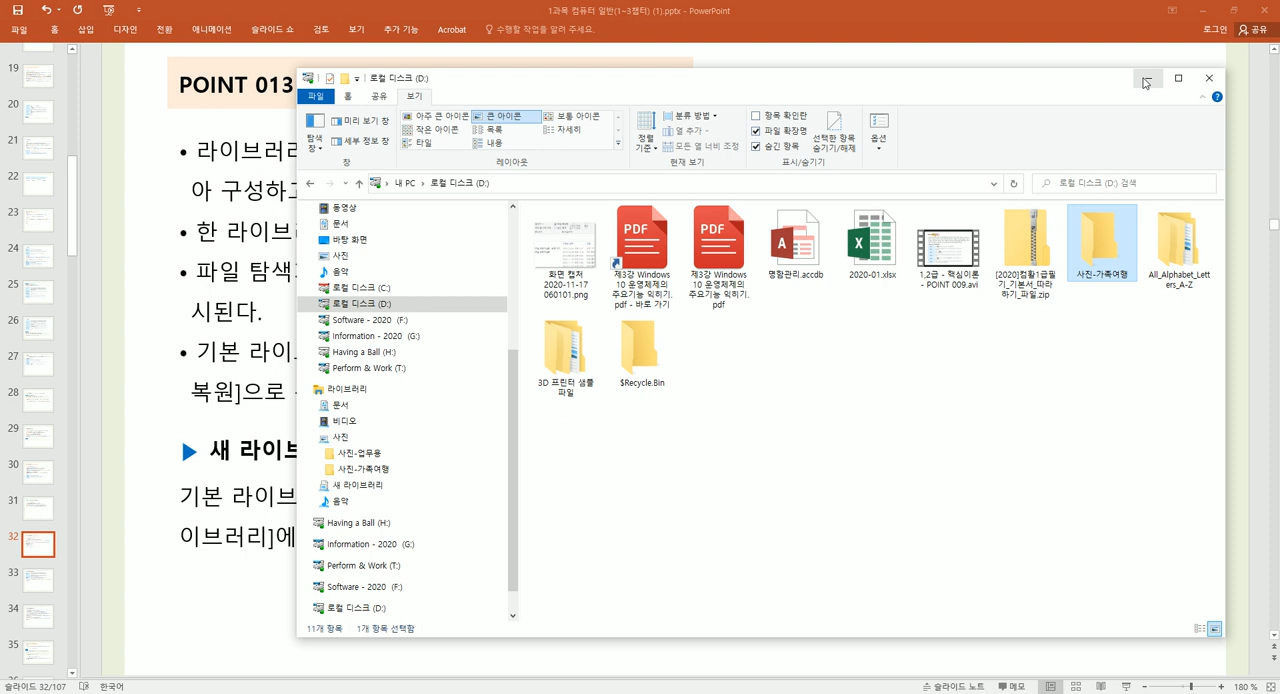 1과목 컴퓨터 일반(1~3챕터) (1).pptx - PowerPoint
파일 홈 삽입 디자인 전환 애니메이션 슬라이드 쇼 검토 보기 추가 기능 Acrobat 수행할 작업을 알려 주세요. 로그인 공유
19
20
21
22
23
24
25
26
27
28
29
30
31
32
33
34
35
POINT 013
• 라이브러리
아 구성하고
• 한 라이브
• 파일 탐색
시된다.
• 기본 라이
복원]으로
▶ 새 라이브
기본 라이브
이브러리]에
로컬 디스크 (D:)
파일 홈 공유 보기
탐색 창 미리 보기 창 세부 정보 창
창
아주 큰 아이콘 큰 아이콘 보통 아이콘
작은 아이콘 목록 자세히
타일 내용
레이아웃
정렬 기준 분류 방법
열 추가
모든 열 너비 조정
현재 보기
항목 확인란
파일 확장명
숨긴 항목
선택한 항목 숨기기/해제
표시/숨기기
옵션
내 PC › 로컬 디스크 (D:)
로컬 디스크 (D:) 검색
동영상
문서
바탕 화면
사진
음악
로컬 디스크 (C:)
로컬 디스크 (D:)
Software - 2020 (F:)
Information - 2020 (G:)
Having a Ball (H:)
Perform & Work (T:)
라이브러리
문서
비디오
사진
사진-업무용
사진-가족여행
새 라이브러리
음악
Having a Ball (H:)
Information - 2020 (G:)
Perform & Work (T:)
Software - 2020 (F:)
로컬 디스크 (D:)
화면 캡처
2020-11-17
060101.png
PDF
제3강 Windows
10 운영체제의
주요기능 익히기.
pdf - 바로 가기
PDF
제3강 Windows
10 운영체제의
주요기능 익히기.
pdf
명함관리.accdb
2020-01.xlsx
1,2급 - 핵심이론
- POINT 009.avi
[2020]컴활1급필
기_기본서_따라
하기_파일.zip
사진-가족여행
All_Alphabet_Lett
ers_A-Z
3D 프린터 샘플
파일
$Recycle.Bin
11개 항목 1개 항목 선택함
슬라이드 32/107 한국어 슬라이드 노트 메모 180 %